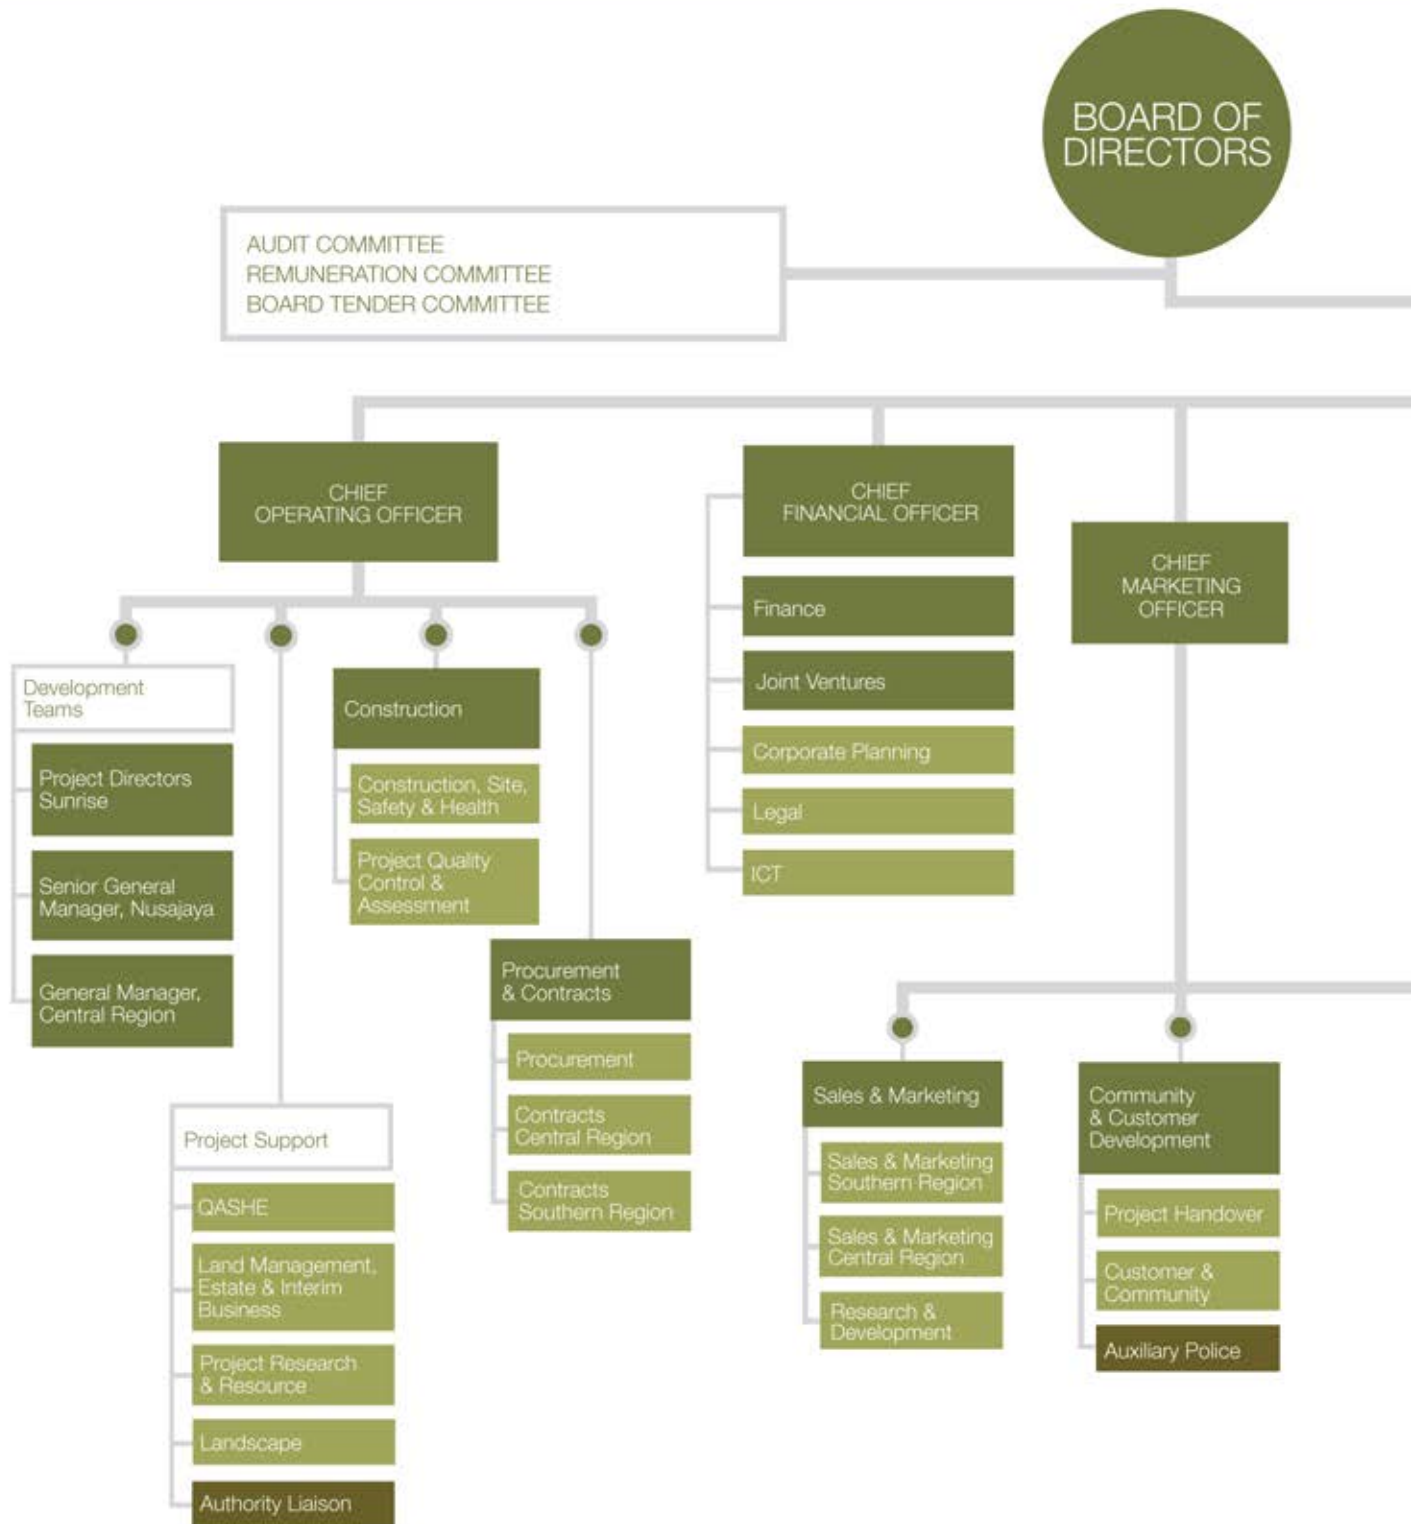 BOARD OF
DIRECTORS
AUDIT COMMITTEE
REMUNERATION COMMITTEE
BOARD TENDER COMMITTEE
CHIEF
OPERATING OFFICER
CHIEF
FINANCIAL OFFICER
CHIEF
MARKETING
OFFICER
Development
Teams
Project Directors
Sunrise
Senior General
Manager, Nusajaya
General Manager,
Central Region
Project Support
QASHE
Land Management,
Estate & Interim
Business
Project Research
& Resource
Landscape
Authority Liaison
Construction
Construction, Site,
Safety & Health
Project Quality
Control &
Assessment
Procurement
& Contracts
Procurement
Contracts
Central Region
Contracts
Southern Region
Finance
Joint Ventures
Corporate Planning
Legal
ICT
Sales & Marketing
Sales & Marketing
Southern Region
Sales & Marketing
Central Region
Research &
Development
Community
& Customer
Development
Project Handover
Customer &
Community
Auxiliary Police